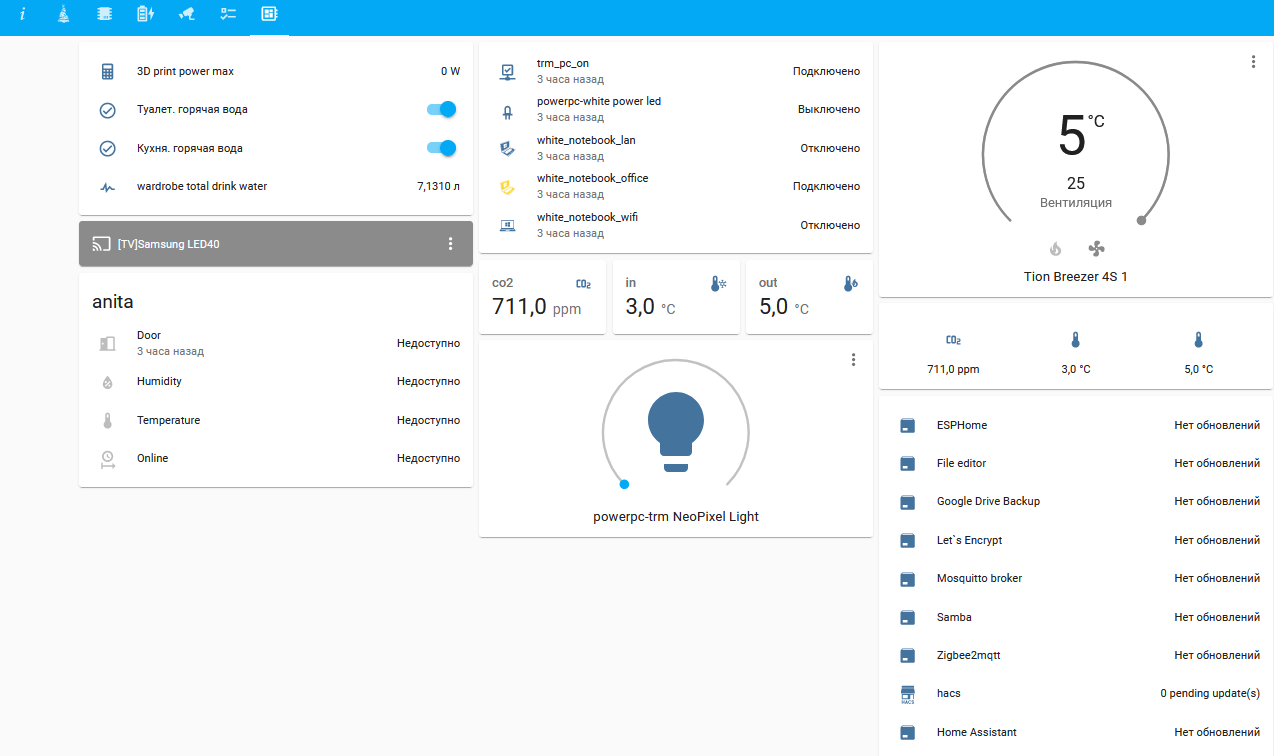 3D print power max 0 W
Туалет. горячая вода
Кухня. горячая вода
wardrobe total drink water 7,1310 л
[TV]Samsung LED40
anita
Door
3 часа назад
Недоступно
Humidity Недоступно
Temperature Недоступно
Online Недоступно
trm_pc_on
3 часа назад
Подключено
powerpc-white power led
3 часа назад
Выключено
white_notebook_lan
3 часа назад
Отключено
white_notebook_office
3 часа назад
Подключено
white_notebook_wifi
3 часа назад
Отключено
co2 CO2
711,0 ppm
in
3,0 °C
out
5,0 °C
powerpc-trm NeoPixel Light
5 °C
25
Вентиляция
Tion Breezer 4S 1
CO2
711,0 ppm 3,0 °C 5,0 °C
ESPHome Нет обновлений
File editor Нет обновлений
Google Drive Backup Нет обновлений
Let`s Encrypt Нет обновлений
Mosquitto broker Нет обновлений
Samba Нет обновлений
Zigbee2mqtt Нет обновлений
HACS
hacs 0 pending update(s)
Home Assistant Нет обновлений